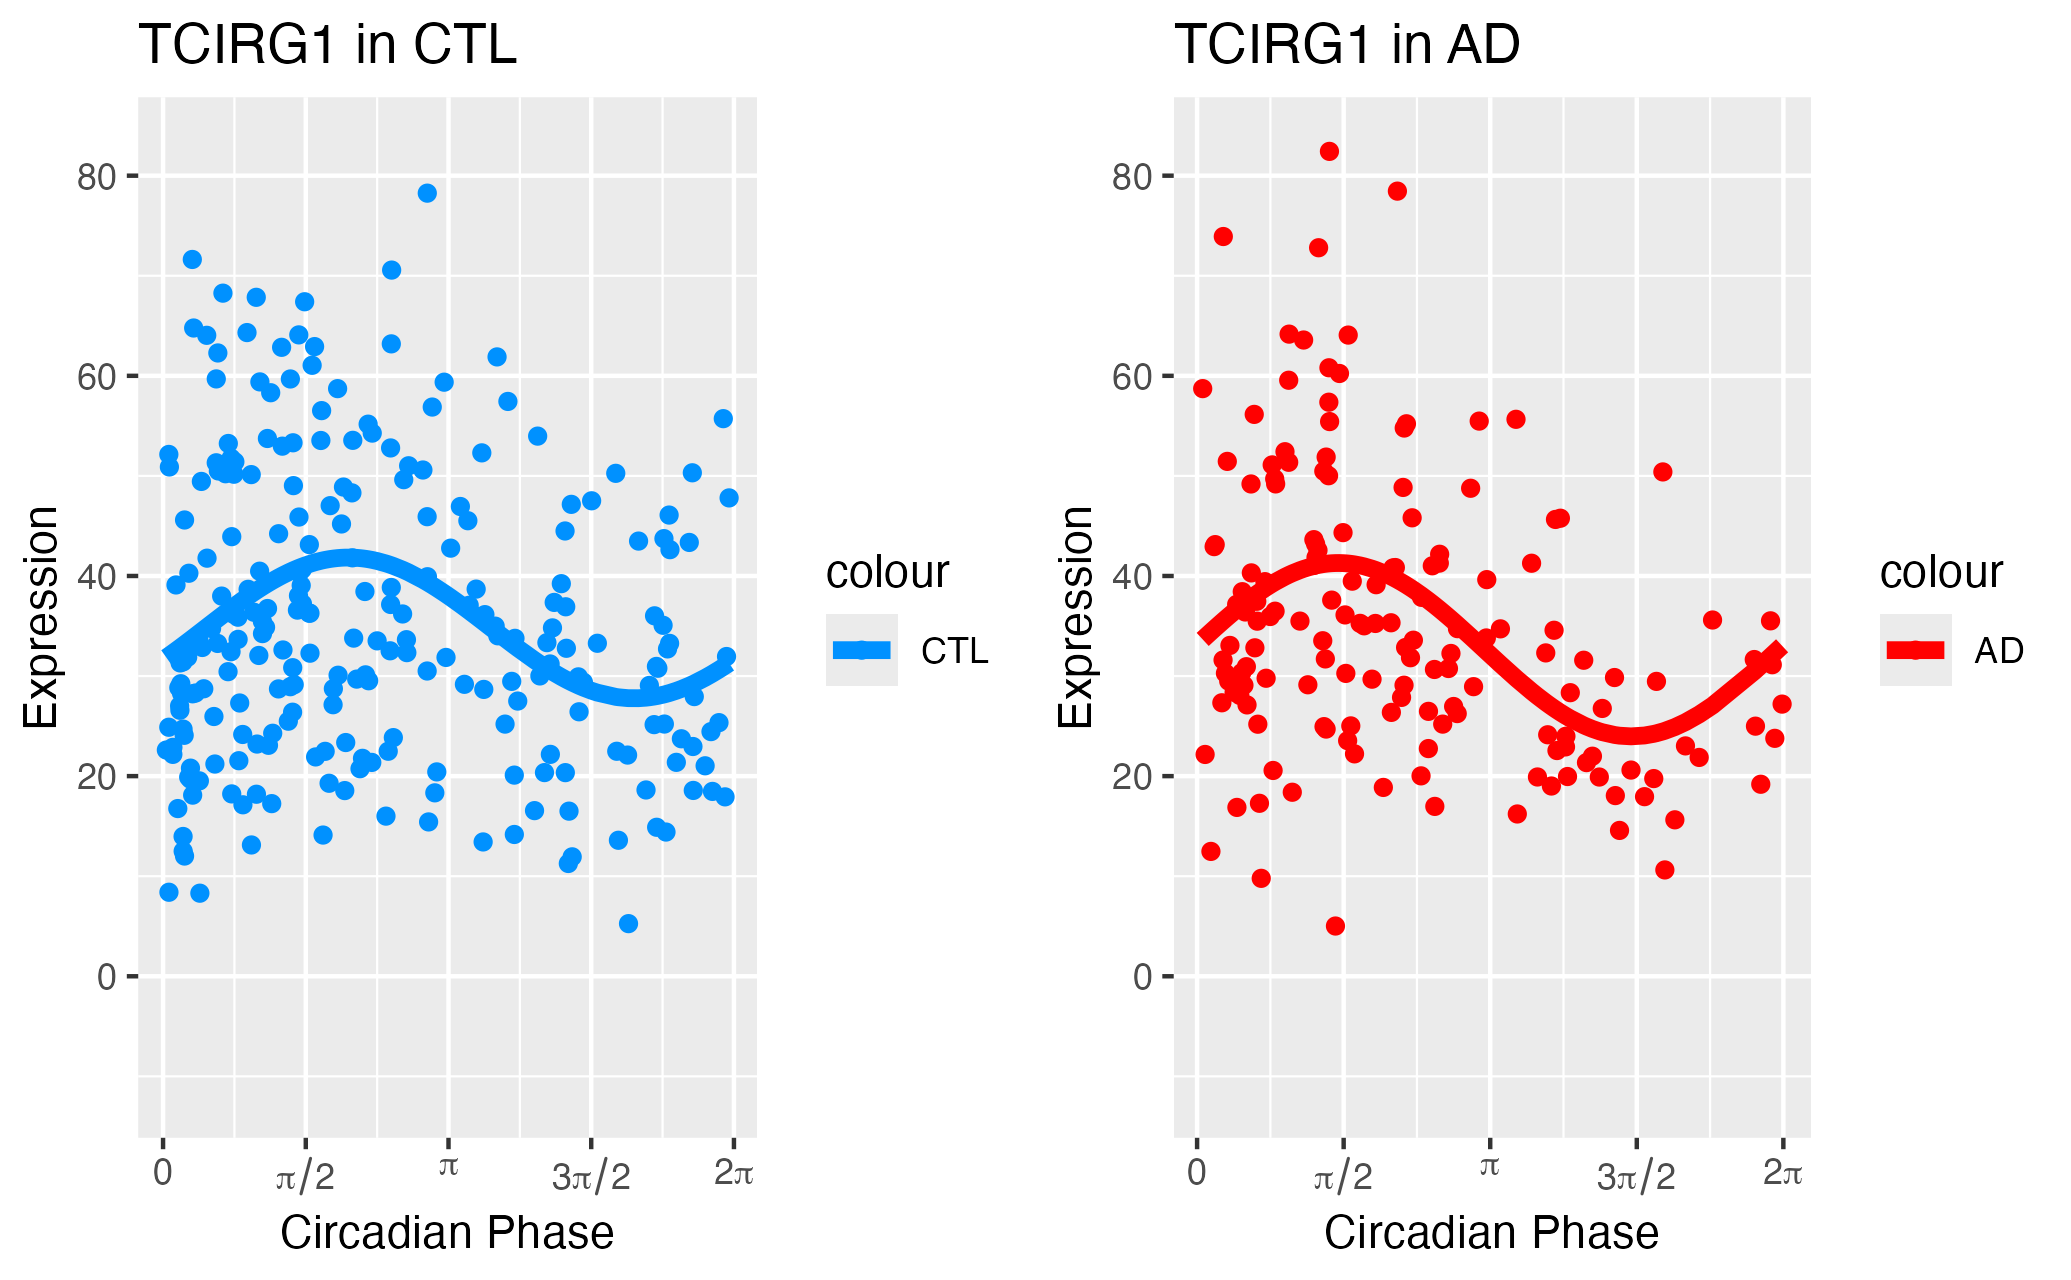 TCIRG1 in CTL
Expression
80
60
40
20
0
0 π/2 π 3π/2 2π
Circadian Phase
colour
CTL
TCIRG1 in AD
Expression
80
60
40
20
0
0 π/2 π 3π/2 2π
Circadian Phase
colour
AD